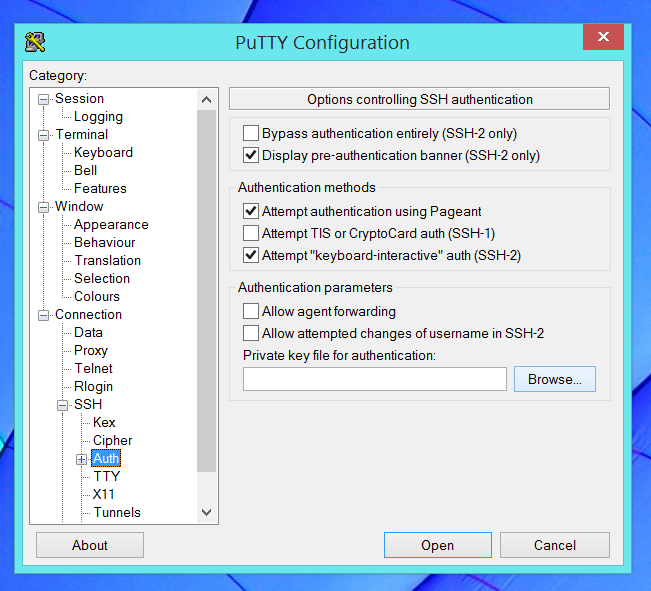 PuTTY Configuration
Category:
Session
Logging
Terminal
Keyboard
Bell
Features
Window
Appearance
Behaviour
Translation
Selection
Colours
Connection
Data
Proxy
Telnet
Rlogin
SSH
Kex
Cipher
Auth
TTY
X11
Tunnels
Options controlling SSH authentication
Bypass authentication entirely (SSH-2 only)
Display pre-authentication banner (SSH-2 only)
Authentication methods
Attempt authentication using Pageant
Attempt TIS or CryptoCard auth (SSH-1)
Attempt "keyboard-interactive" auth (SSH-2)
Authentication parameters
Allow agent forwarding
Allow attempted changes of username in SSH-2
Private key file for authentication:
Browse...
About
Open
Cancel